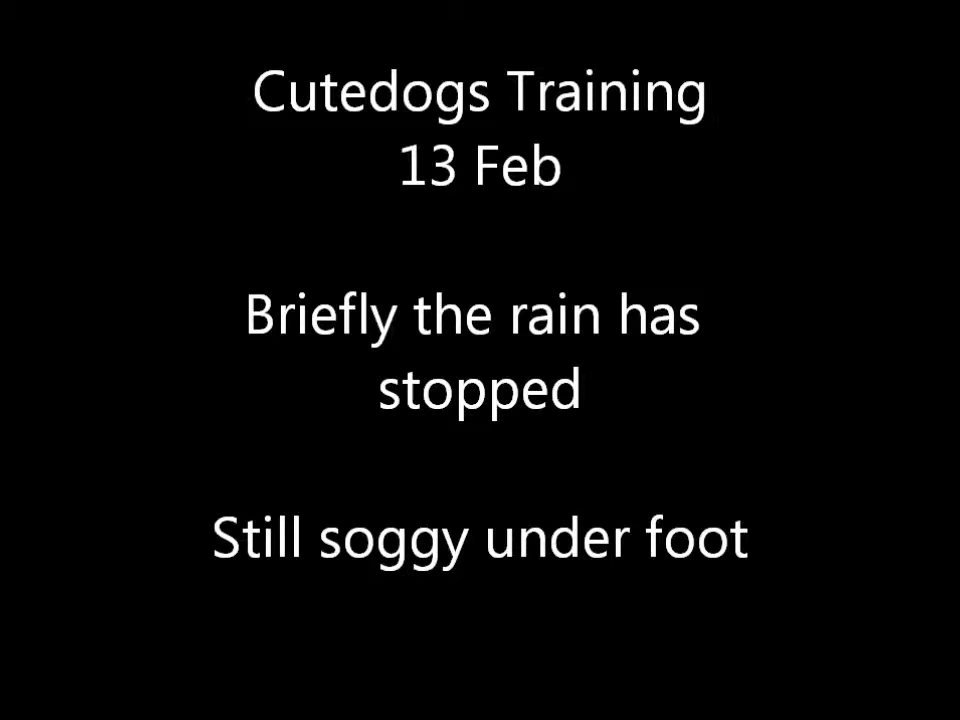 Cutedogs Training
13 Feb
Briefly the rain has
stopped
Still soggy under foot